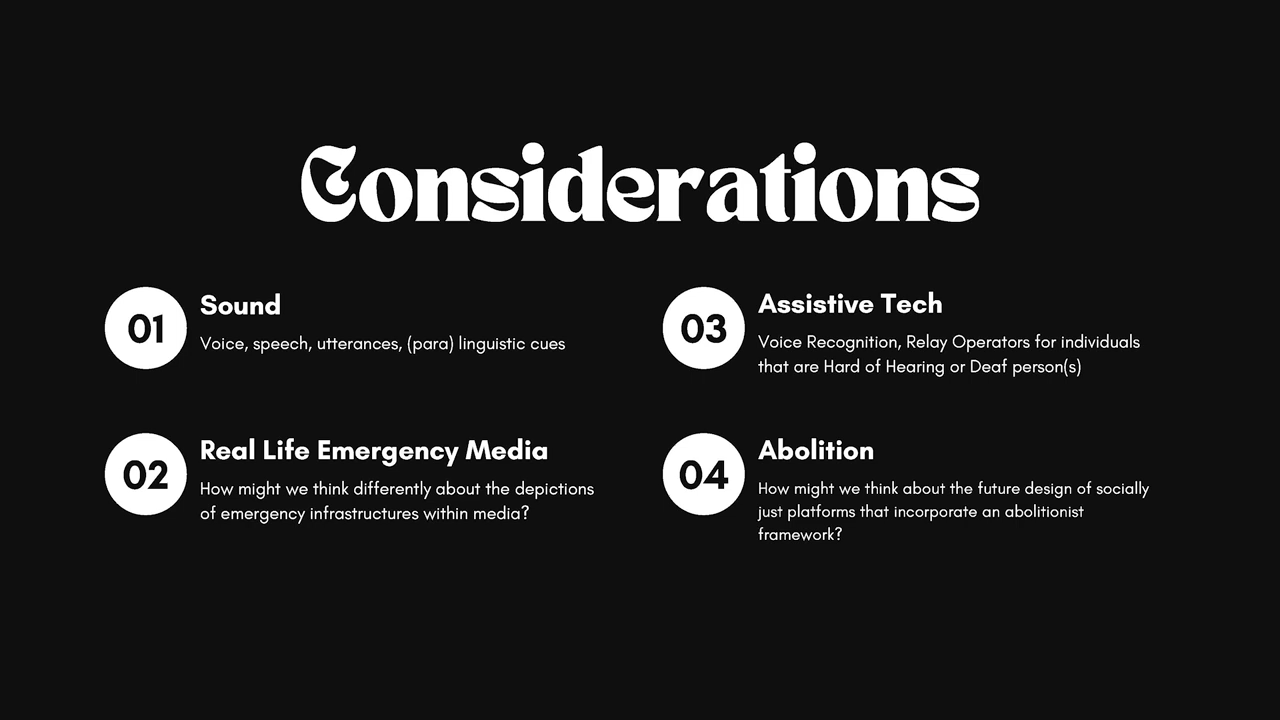 Considerations
01
Sound
Voice, speech, utterances, (para) linguistic cues
02
Real Life Emergency Media
How might we think differently about the depictions
of emergency infrastructures within media?
03
Assistive Tech
Voice Recognition, Relay Operators for individuals
that are Hard of Hearing or Deaf person(s)
04
Abolition
How might we think about the future design of socially
just platforms that incorporate an abolitionist
framework?